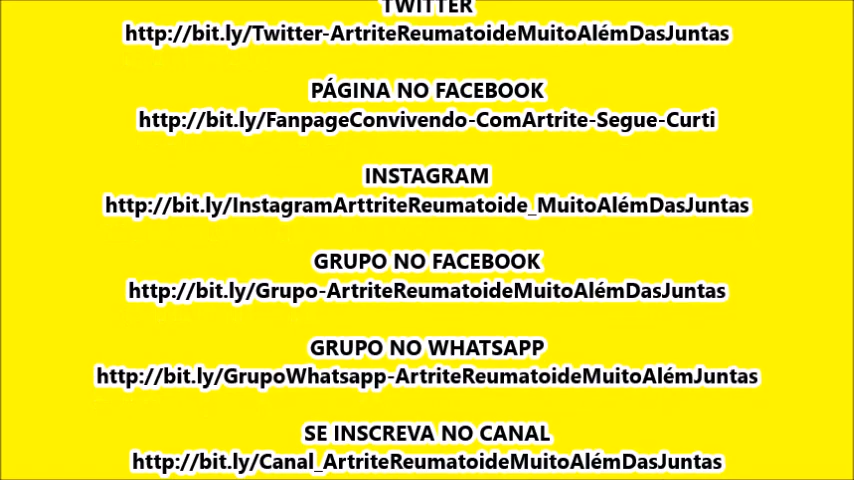 TWITTER
http://bit.ly/Twitter-ArtriteReumatoideMuitoAlémDasJuntas
PÁGINA NO FACEBOOK
http://bit.ly/FanpageConvivendo-ComArtrite-Segue-Curti
INSTAGRAM
http://bit.ly/InstagramArttriteReumatoide_MuitoAlémDasJuntas
GRUPO NO FACEBOOK
http://bit.ly/Grupo-ArtriteReumatoideMuitoAlémDasJuntas
GRUPO NO WHATSAPP
http://bit.ly/GrupoWhatsapp-ArtriteReumatoideMuitoAlémJuntas
SE INSCREVA NO CANAL
http://bit.ly/Canal_ArtriteReumatoideMuitoAlémDasJuntas